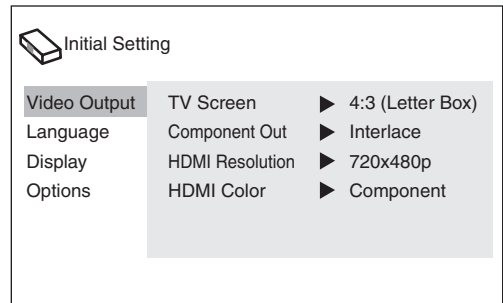 Initial Setting
Video Output TV Screen ▶ 4:3 (Letter Box)
Language Component Out ▶ Interlace
Display HDMI Resolution ▶ 720x480p
Options HDMI Color ▶ Component